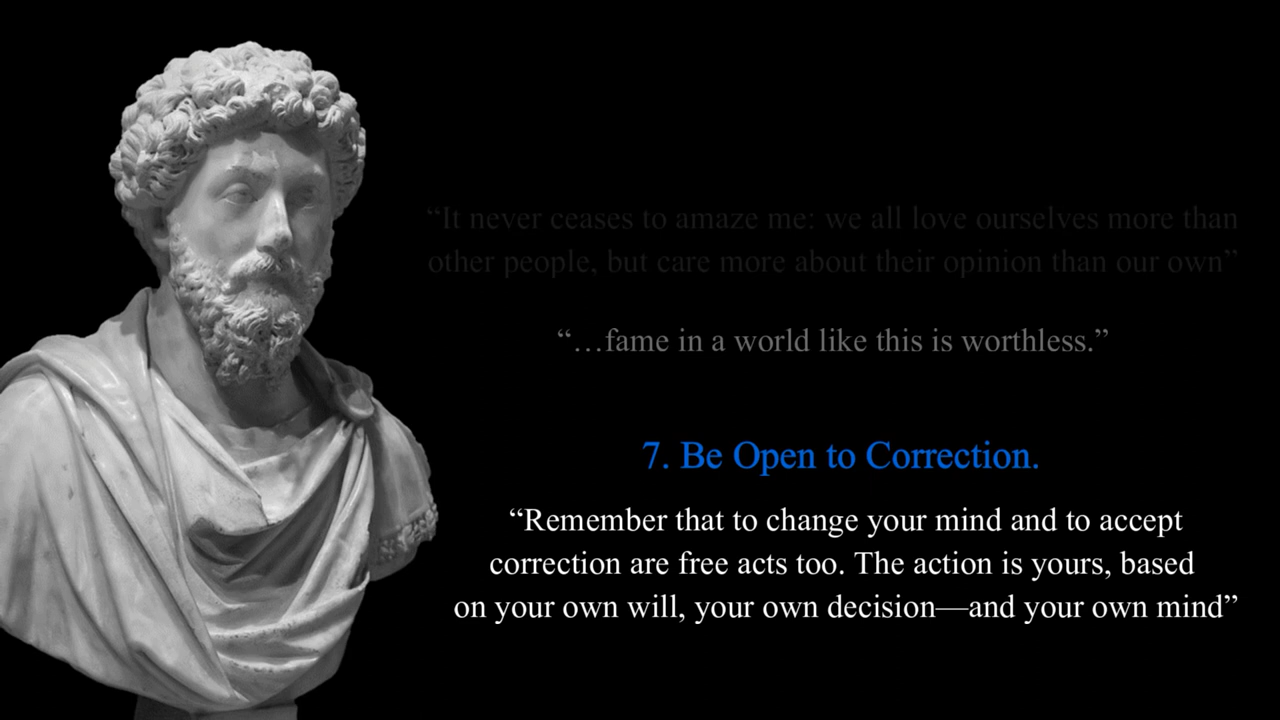 “It never ceases to amaze me: we all love ourselves more than
other people, but care more about their opinion than our own”
“…fame in a world like this is worthless.”
7. Be Open to Correction.
“Remember that to change your mind and to accept
correction are free acts too. The action is yours, based
on your own will, your own decision—and your own mind”